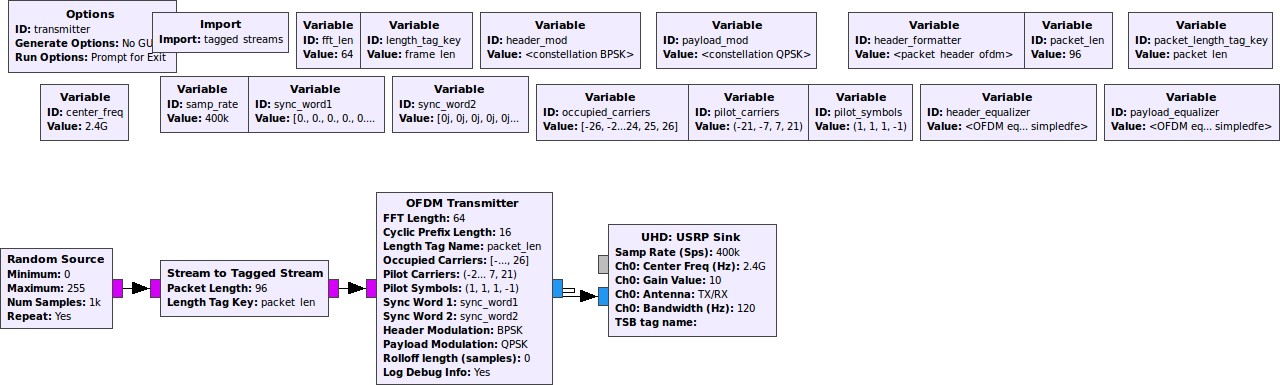 Options
ID: transmitter
Generate Options: No GU
Run Options: Prompt for Exit
Import
Import: tagged streams
Variable
ID: fft_len
Value: 64
Variable
ID: length_tag_key
Value: frame len
Variable
ID: header_mod
Value: <constellation BPSK>
Variable
ID: payload_mod
Value: <constellation QPSK>
Variable
ID: header_formatter
Value: <packet header ofdm>
Variable
ID: packet_len
Value: 96
Variable
ID: packet_length_tag_key
Value: packet len
Variable
ID: center_freq
Value: 2.4G
Variable
ID: samp_rate
Value: 400k
Variable
ID: sync_word1
Value: [0., 0., 0., 0., 0....
Variable
ID: sync_word2
Value: [0j, 0j, 0j, 0j, 0j...
Variable
ID: occupied_carriers
Value: [-26, -2...24, 25, 26]
Variable
ID: pilot_carriers
Value: (-21, -7, 7, 21)
Variable
ID: pilot_symbols
Value: (1, 1, 1, -1)
Variable
ID: header_equalizer
Value: <OFDM eq... simpledfe>
Variable
ID: payload_equalizer
Value: <OFDM eq... simpledfe>
Random Source
Minimum: 0
Maximum: 255
Num Samples: 1k
Repeat: Yes
Stream to Tagged Stream
Packet Length: 96
Length Tag Key: packet len
OFDM Transmitter
FFT Length: 64
Cyclic Prefix Length: 16
Length Tag Name: packet_len
Occupied Carriers: [-..., 26]
Pilot Carriers: (-2... 7, 21)
Pilot Symbols: (1, 1, 1, -1)
Sync Word 1: sync_word1
Sync Word 2: sync_word2
Header Modulation: BPSK
Payload Modulation: QPSK
Rolloff length (samples): 0
Log Debug Info: Yes
UHD: USRP Sink
Samp Rate (Sps): 400k
Ch0: Center Freq (Hz): 2.4G
Ch0: Gain Value: 10
Ch0: Antenna: TX/RX
Ch0: Bandwidth (Hz): 120
TSB tag name: